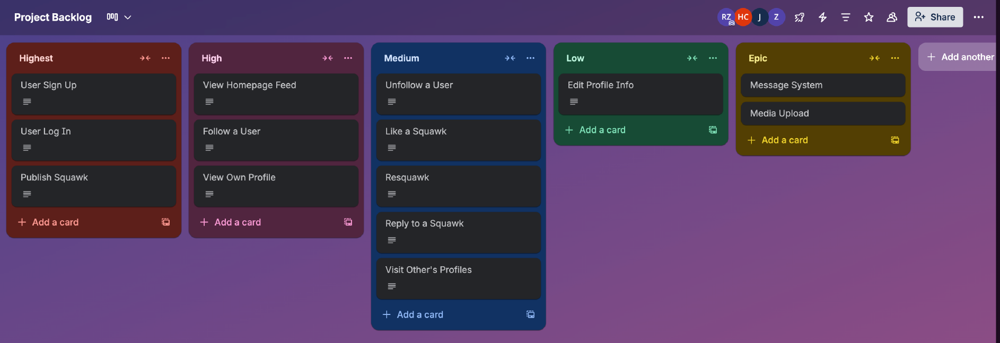 Project Backlog
RZ HC J Z
Share
Highest
User Sign Up
User Log In
Publish Squawk
Add a card
High
View Homepage Feed
Follow a User
View Own Profile
Add a card
Medium
Unfollow a User
Like a Squawk
Resquawk
Reply to a Squawk
Visit Other's Profiles
Add a card
Low
Edit Profile Info
Add a card
Epic
Message System
Media Upload
Add a card
Add another